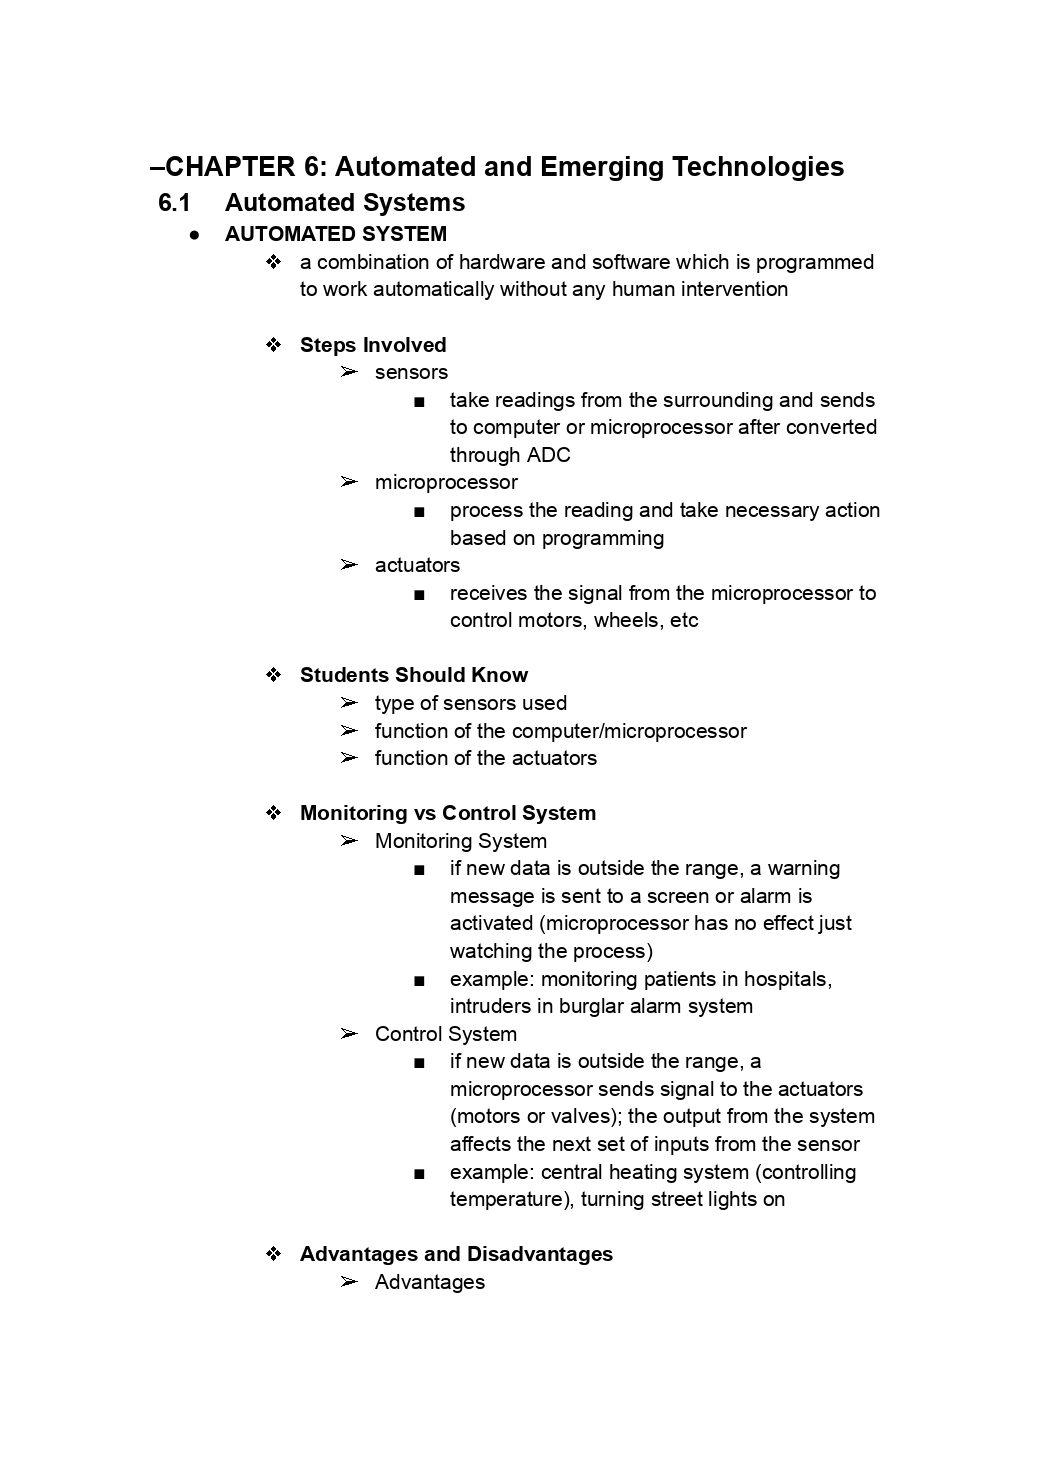 –CHAPTER 6: Automated and Emerging Technologies
6.1 Automated Systems
● AUTOMATED SYSTEM
❖ a combination of hardware and software which is programmed
to work automatically without any human intervention
❖ Steps Involved
➢ sensors
■ take readings from the surrounding and sends
to computer or microprocessor after converted
through ADC
➢ microprocessor
■ process the reading and take necessary action
based on programming
➢ actuators
■ receives the signal from the microprocessor to
control motors, wheels, etc
❖ Students Should Know
➢ type of sensors used
➢ function of the computer/microprocessor
➢ function of the actuators
❖ Monitoring vs Control System
➢ Monitoring System
■ if new data is outside the range, a warning
message is sent to a screen or alarm is
activated (microprocessor has no effect just
watching the process)
■ example: monitoring patients in hospitals,
intruders in burglar alarm system
➢ Control System
■ if new data is outside the range, a
microprocessor sends signal to the actuators
(motors or valves); the output from the system
affects the next set of inputs from the sensor
■ example: central heating system (controlling
temperature), turning street lights on
❖ Advantages and Disadvantages
➢ Advantages